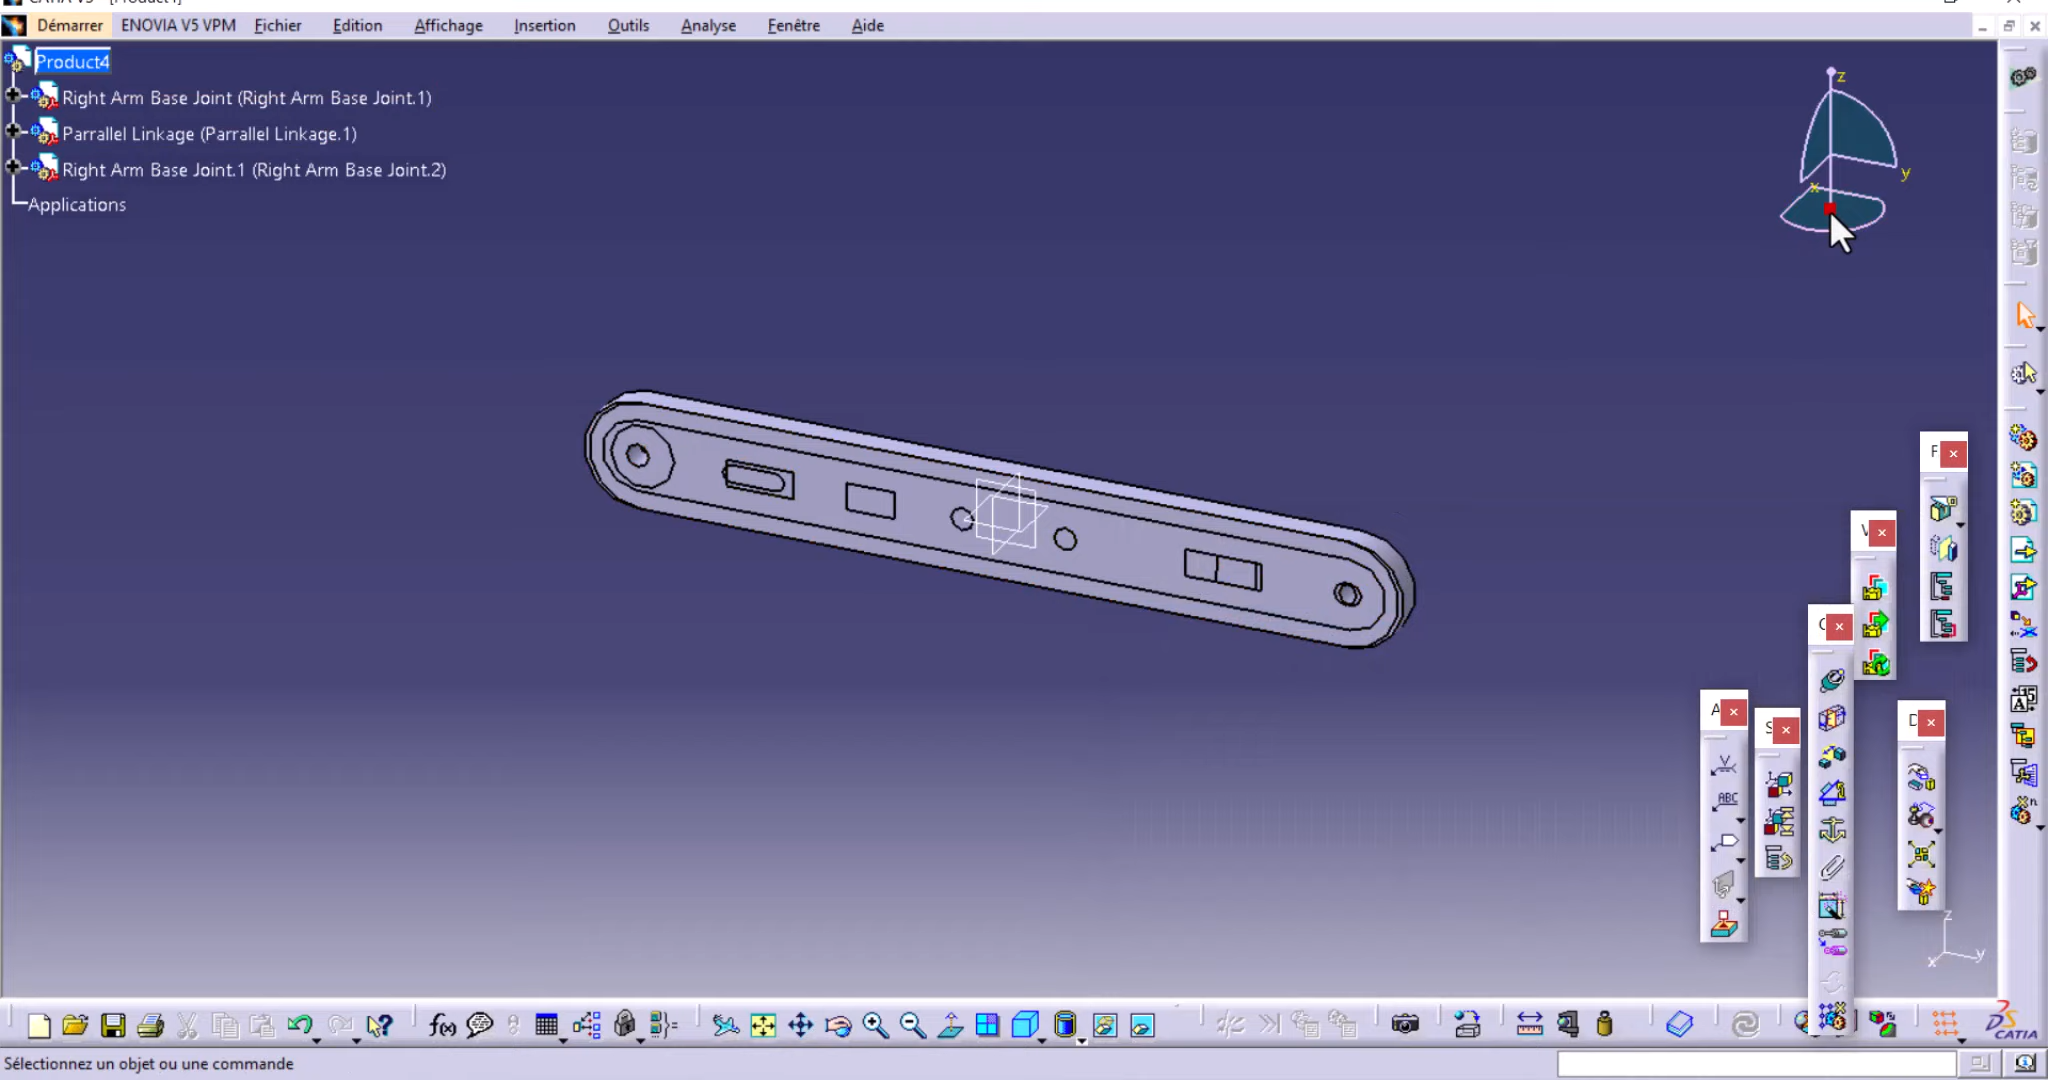 Démarrer ENOVIA V5 VPM Fichier Edition Affichage Insertion Outils Analyse Fenêtre Aide
Product4
Right Arm Base Joint (Right Arm Base Joint.1)
Parrallel Linkage (Parrallel Linkage.1)
Right Arm Base Joint.1 (Right Arm Base Joint.2)
Applications
z
y
x
F
A
S
D
ABC
z
y
x
f(x)
CATIA
Sélectionnez un objet ou une commande